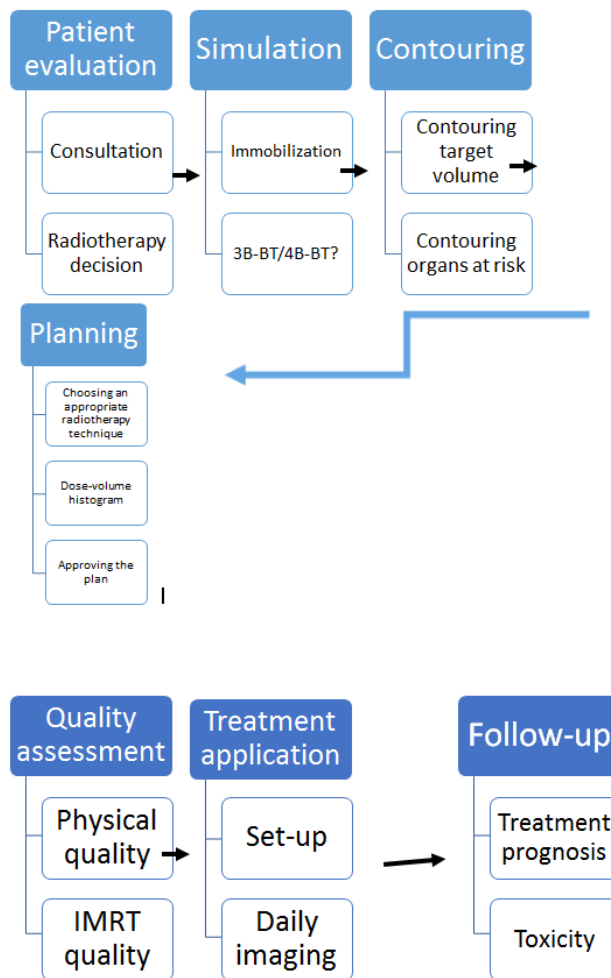 Patient
evaluation
Consultation
Radiotherapy
decision
Simulation
Immobilization
3B-BT/4B-BT?
Contouring
Contouring
target
volume
Contouring
organs at risk
Planning
Choosing an
appropriate
radiotherapy
technique
Dose-volume
histogram
Approving the
plan
Quality
assessment
Physical
quality
IMRT
quality
Treatment
application
Set-up
Daily
imaging
Follow-up
Treatment
prognosis
Toxicity